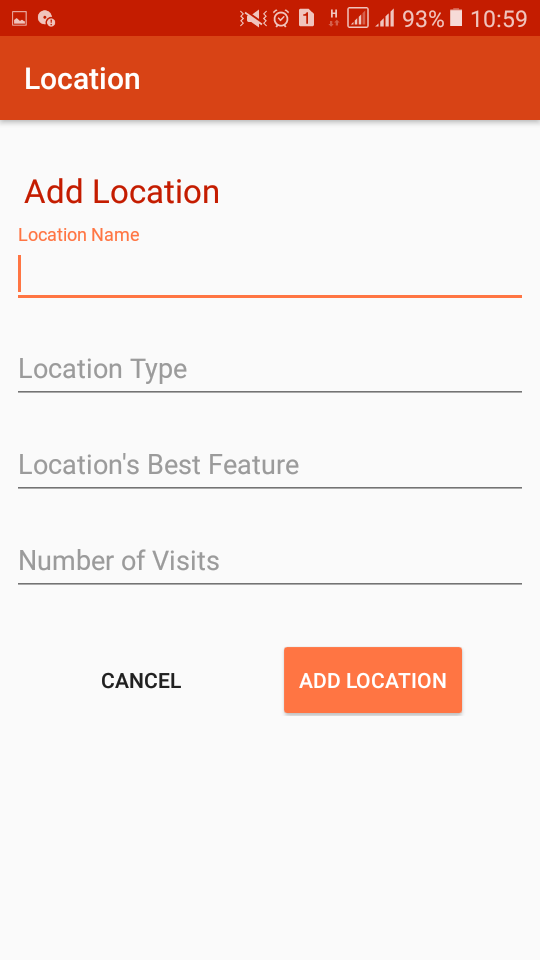 1 H 93% 10:59
Location
Add Location
Location Name
Location Type
Location's Best Feature
Number of Visits
CANCEL ADD LOCATION